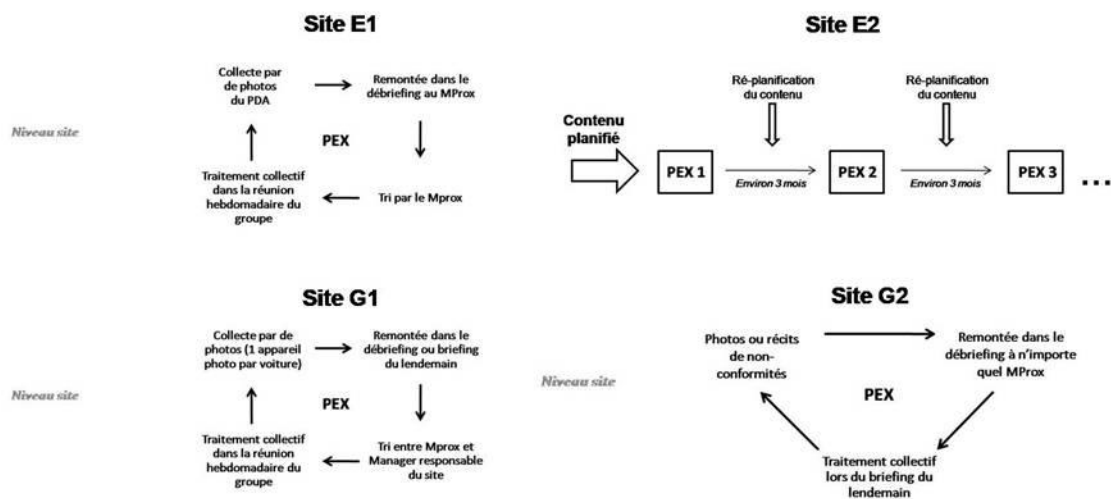 Site E1
Collecte par
de photos
du PDA
Remontée dans le
débriefing au MProx
Niveau site
PEX
Traitement collectif
dans la réunion
hebdomadaire du
groupe
Tri par le Mprox
Site E2
Ré-planification
du contenu
Ré-planification
du contenu
Contenu
planifié
PEX 1
Environ 3 mois
PEX 2
Environ 3 mois
PEX 3
...
Site G1
Collecte par de
photos (1 appareil
photo par voiture)
Remontée dans le
débriefing ou briefing
du lendemain
Niveau site
PEX
Traitement collectif
dans la réunion
hebdomadaire du
groupe
Tri entre Mprox et
Manager responsable
du site
Site G2
Photos ou récits
de non-
conformités
Remontée dans le
débriefing à n'importe
quel MProx
Niveau site
PEX
Traitement collectif
lors du briefing du
lendemain